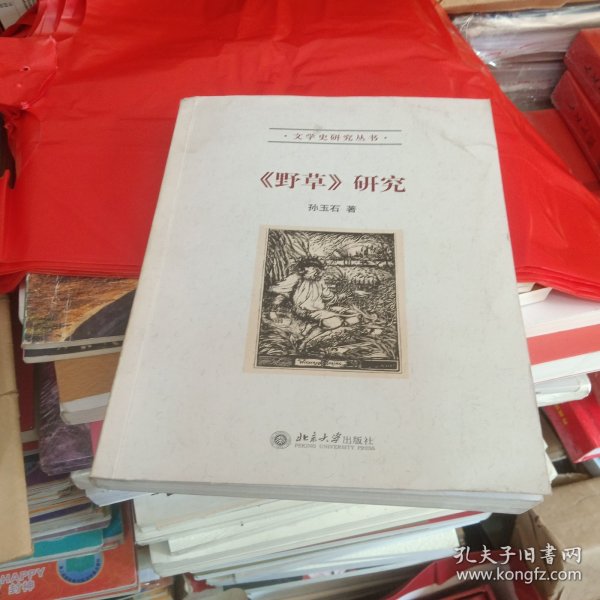 ·文学史研究丛书·
《野草》研究
孙玉石 著
北京大学出版社
PEKING UNIVERSITY PRESS
HAPPY
孔夫子旧书网
www.kongfz.com